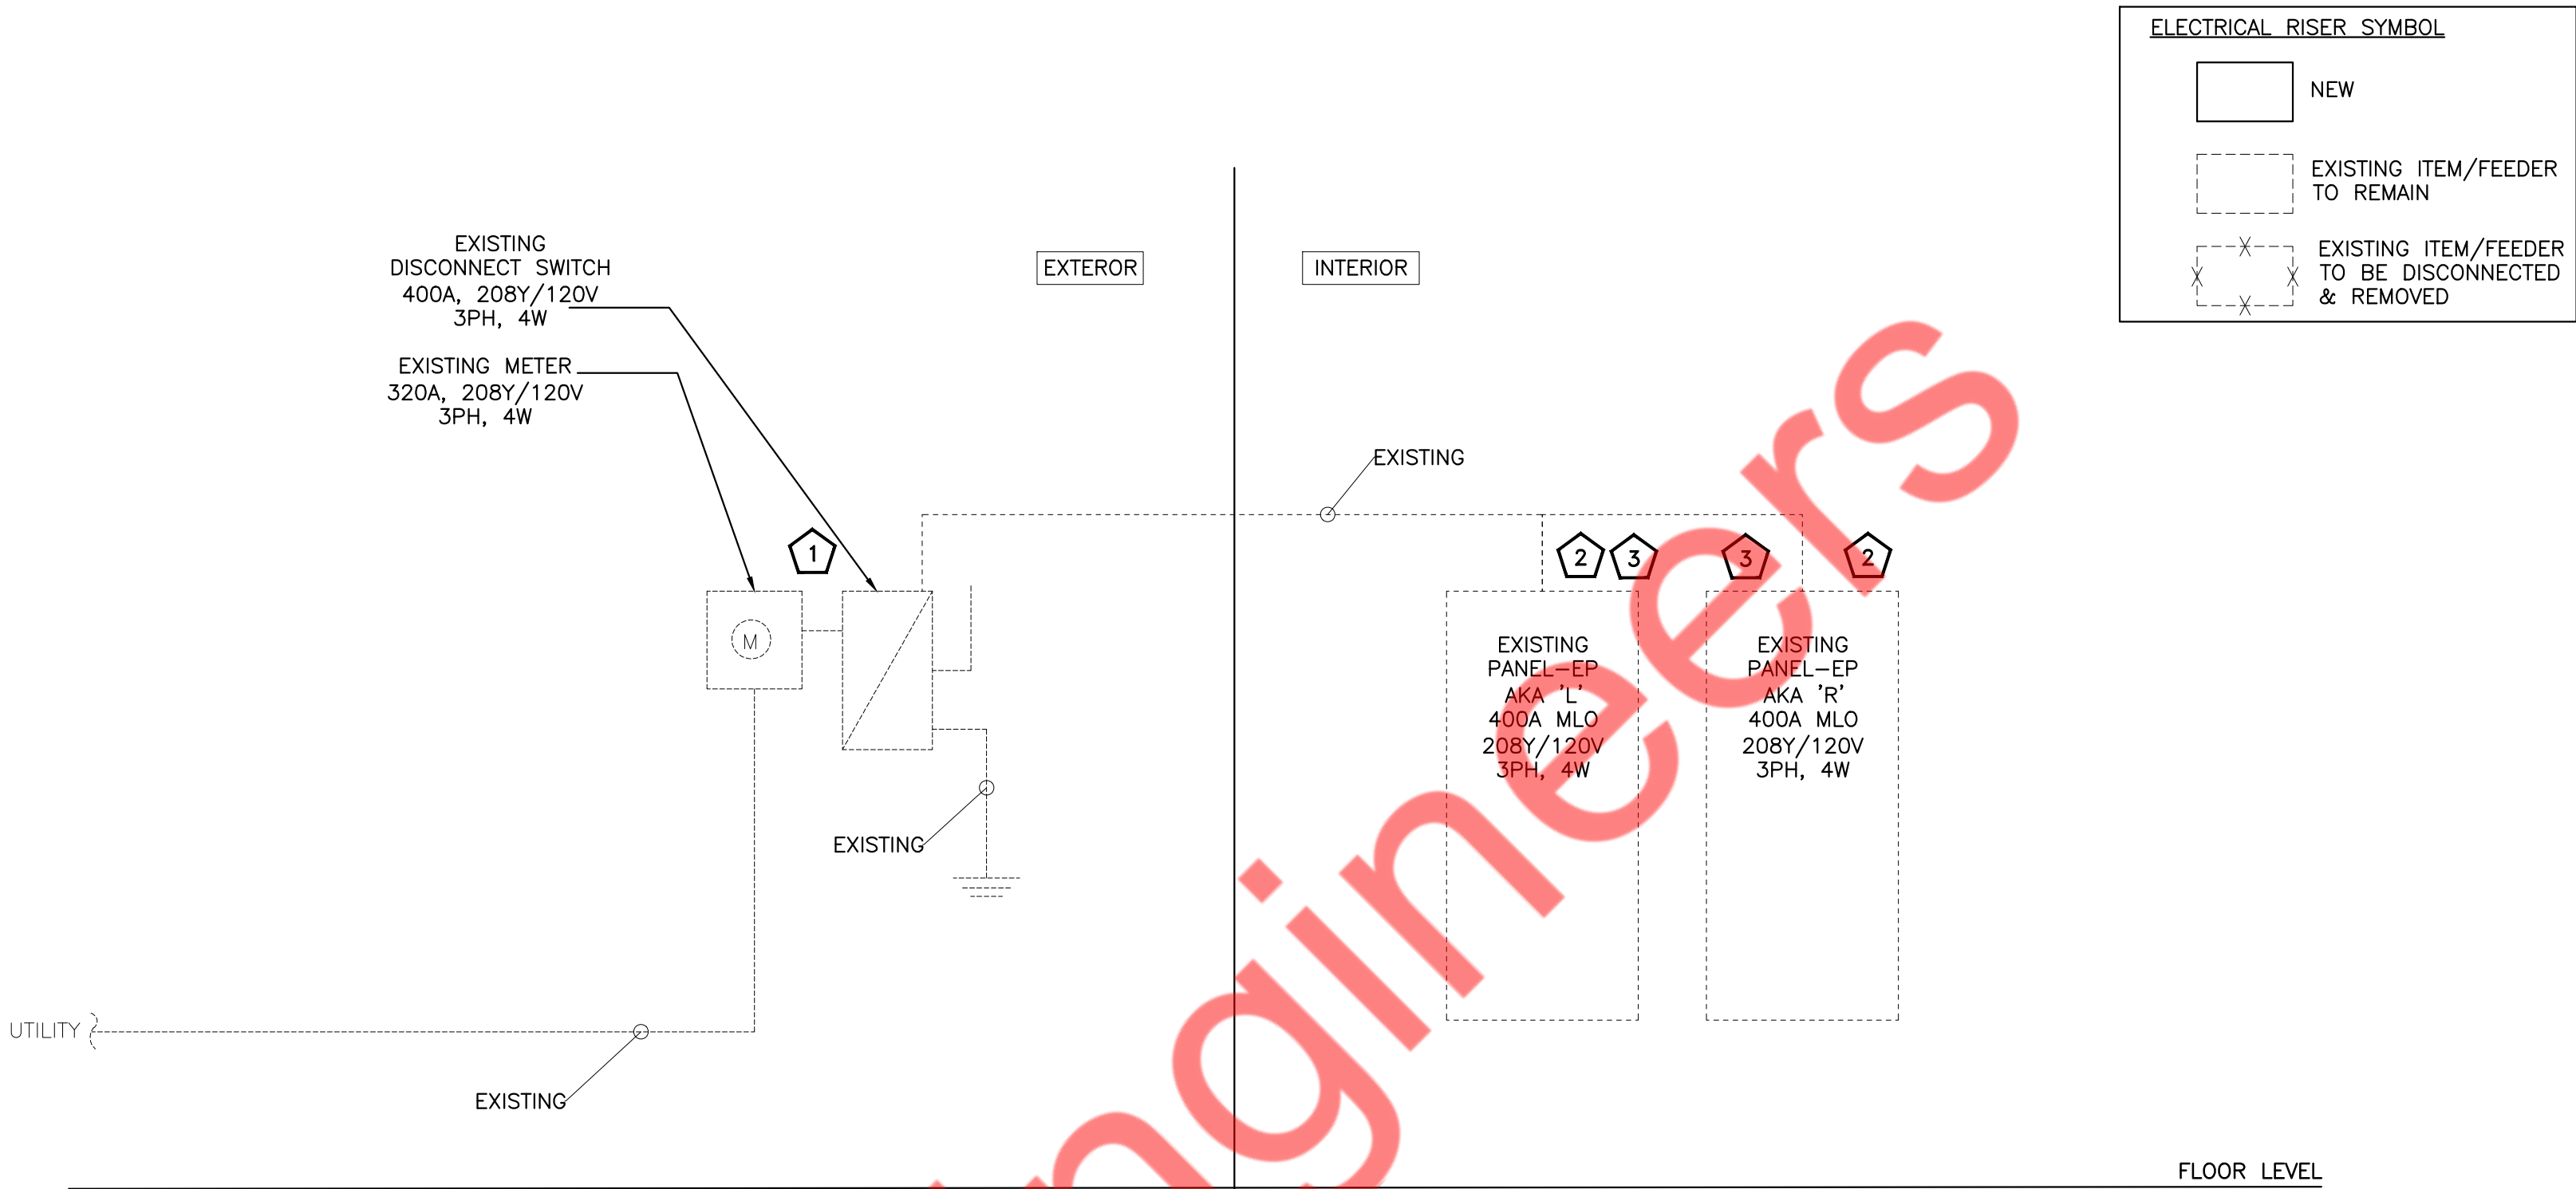 ELECTRICAL RISER SYMBOL
NEW
EXISTING ITEM/FEEDER
TO REMAIN
EXISTING ITEM/FEEDER
TO BE DISCONNECTED
& REMOVED
EXISTING
DISCONNECT SWITCH
400A, 208Y/120V
3PH, 4W
EXISTING METER
320A, 208Y/120V
3PH, 4W
EXTEROR
INTERIOR
EXISTING
1
2
3
3
2
M
EXISTING
PANEL-EP
AKA 'L'
400A MLO
208Y/120V
3PH, 4W
EXISTING
PANEL-EP
AKA 'R'
400A MLO
208Y/120V
3PH, 4W
EXISTING
UTILITY
EXISTING
FLOOR LEVEL
ngineers